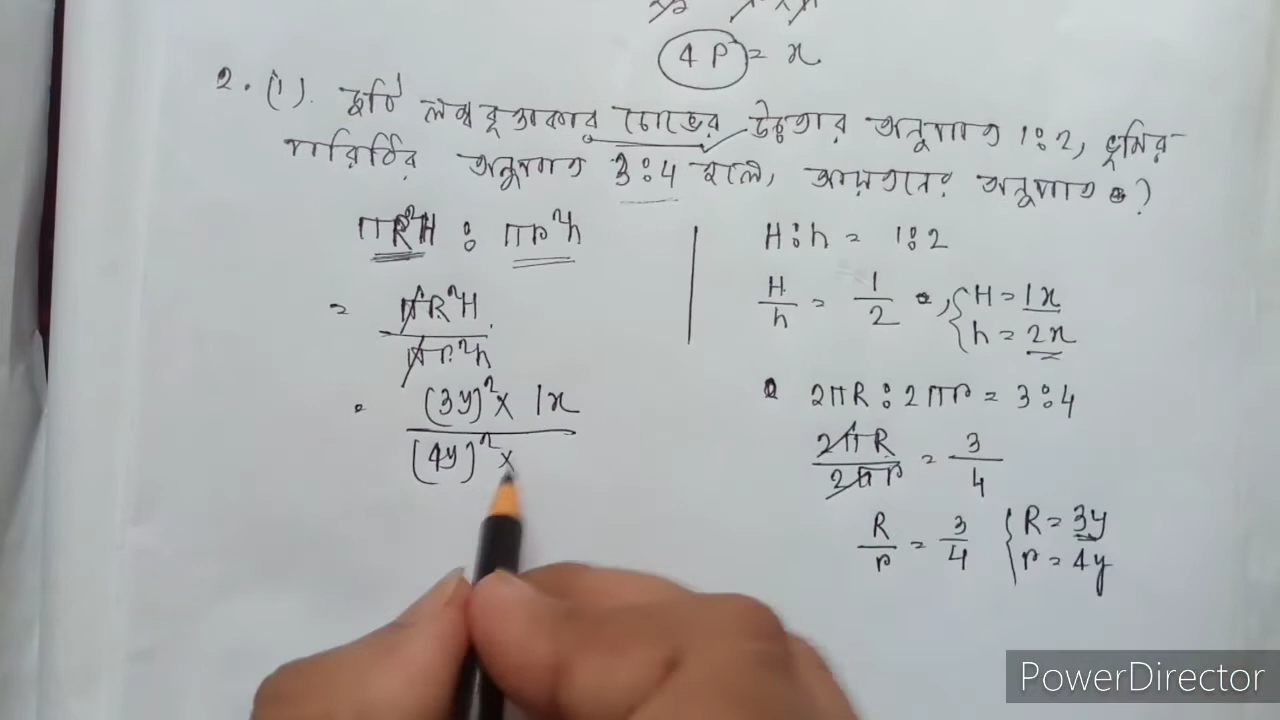 4P² = x
2. (1). দুটি লম্ব বৃত্তাকার চোঙের উচ্চতার অনুপাত 1:2, ভূমির
পরিধির অনুপাত 3:4 হলে, আয়তনের অনুপাত ?
πR²H : πr²h
= πR²H / πr²h
= (3y)² × 1x
(4y)² ×
H:h = 1:2
H/h = 1/2 , { H = 1x
h = 2x
2πR : 2πr = 3:4
2πR / 2πr = 3/4
R/r = 3/4 { R = 3y
r = 4y
PowerDirector